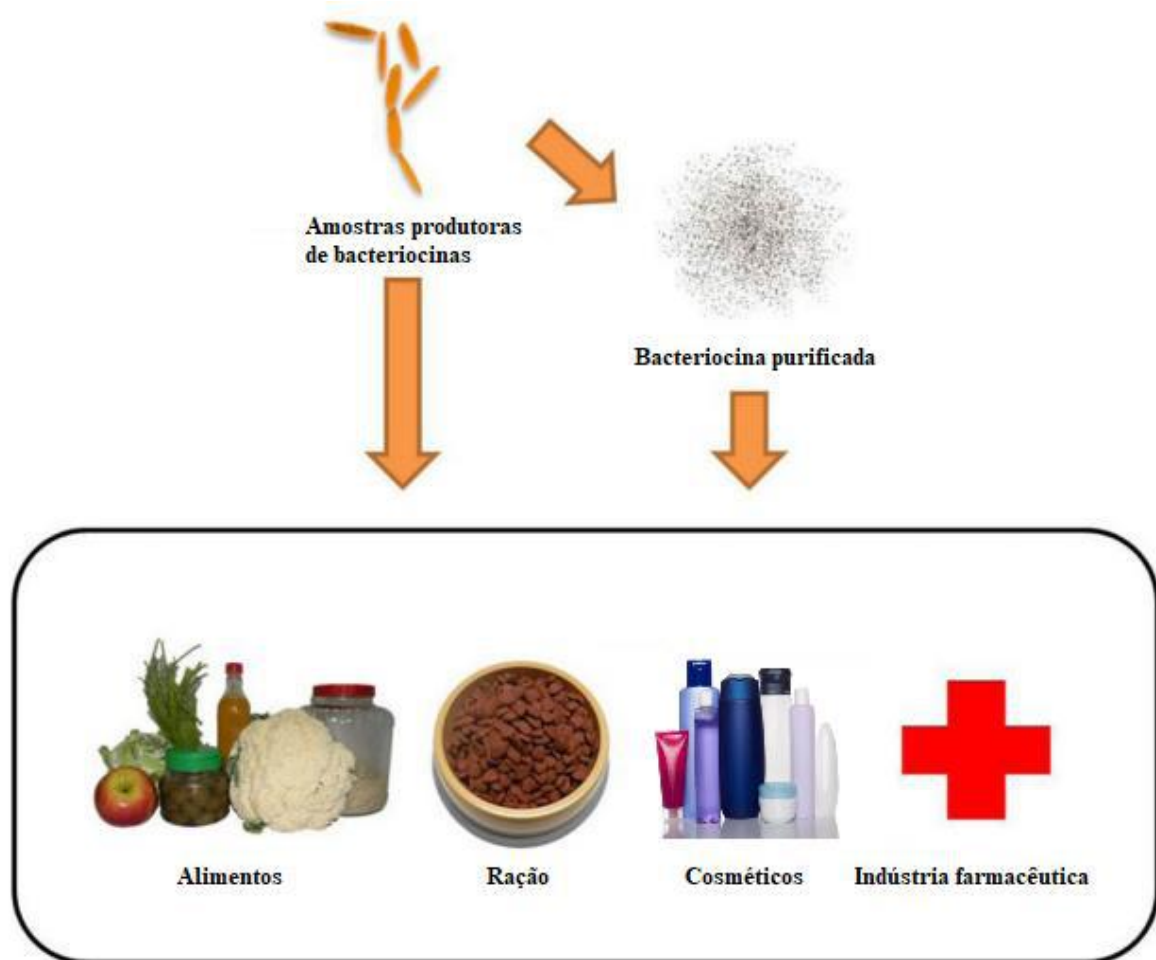 Amostras produtoras
de bacteriocinas
Bacteriocina purificada
Alimentos
Ração
Cosméticos
Indústria farmacêutica